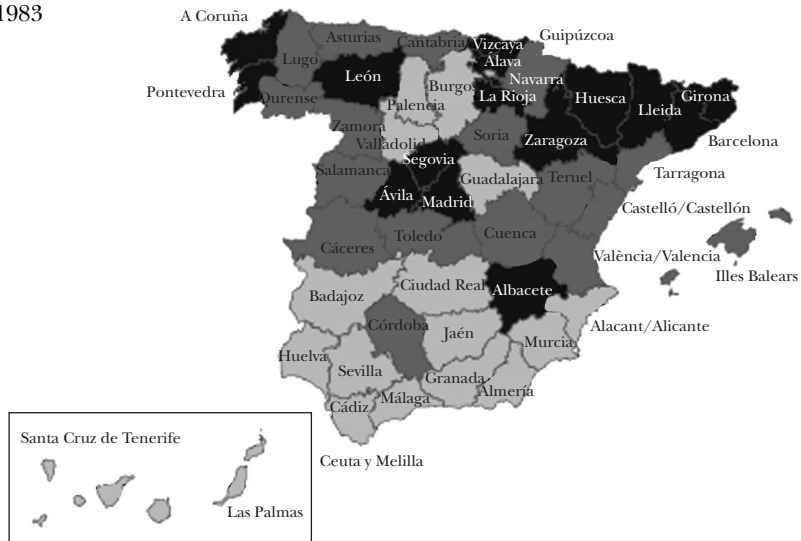 1983
A Coruña
Asturias
Cantabria
Vizcaya
Guipúzcoa
Lugo
Álava
León
Navarra
Pontevedra
Burgos
Ourense
Palencia
La Rioja
Huesca
Girona
Lleida
Zamora
Soria
Zaragoza
Valladolid
Barcelona
Segovia
Salamanca
Guadalajara
Teruel
Tarragona
Ávila
Madrid
Castelló/Castellón
Cáceres
Toledo
Cuenca
València/Valencia
Illes Balears
Badajoz
Ciudad Real
Albacete
Córdoba
Jaén
Alacant/Alicante
Huelva
Murcia
Sevilla
Granada
Cádiz
Málaga
Almería
Santa Cruz de Tenerife
Ceuta y Melilla
Las Palmas